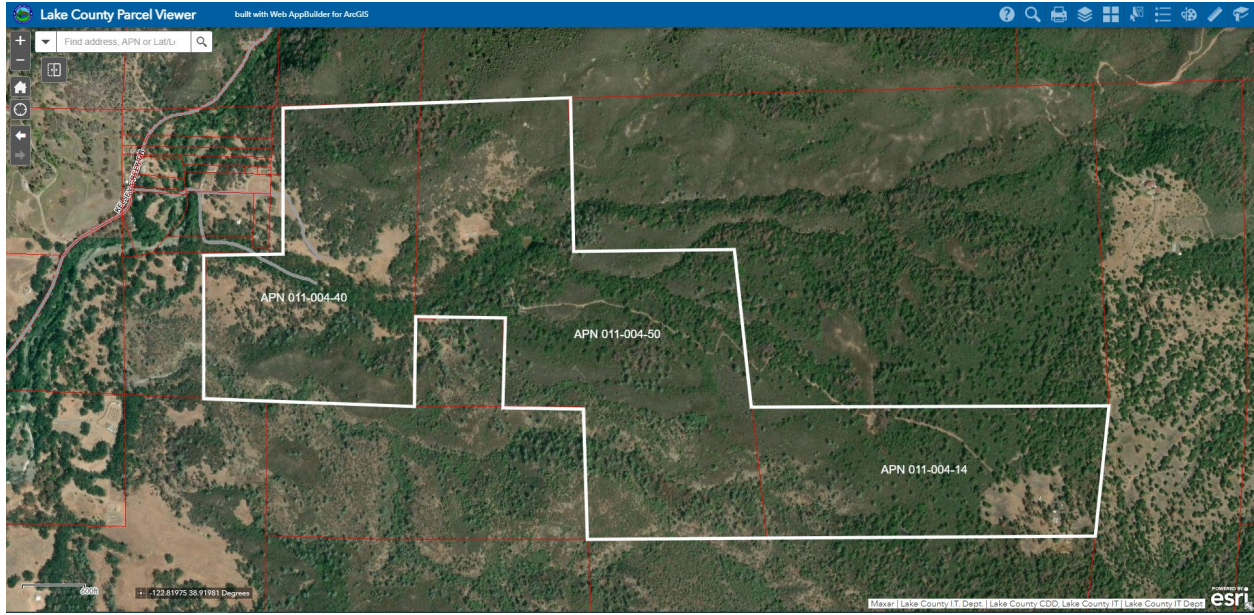 Lake County Parcel Viewer
built with Web AppBuilder for ArcGIS
Find address, APN or Lat/L
APN 011-004-40
APN 011-004-50
APN 011-004-14
600ft
-122.81975 38.91981 Degrees
Maxar | Lake County I.T. Dept. | Lake County CDD, Lake County IT | Lake County IT Dept
POWERED BY
esri